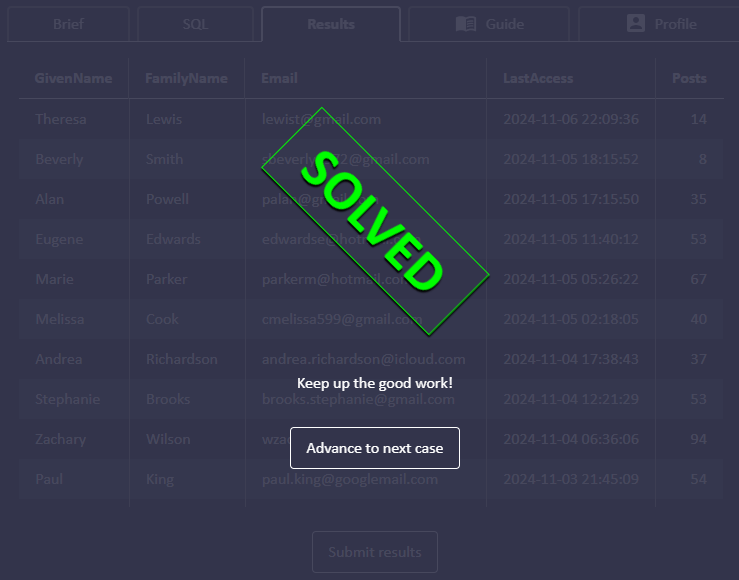 Brief SQL Results Guide Profile
GivenName FamilyName Email LastAccess Posts
Theresa Lewis lewist@gmail.com 2024-11-06 22:09:36 14
Beverly Smith @gmail.com 2024-11-05 18:15:52 8
Alan Powell 2024-11-05 17:15:50 35
Eugene Edwards 2024-11-05 11:40:12 53
Marie Parker parkerm@hotmail.com 2024-11-05 05:26:22 67
Melissa Cook cmelissa599@gmail.com 2024-11-05 02:18:05 40
Andrea Richardson andrea.richardson@icloud.com 2024-11-04 17:38:43 37
Stephanie Brooks brooks.stephanie@gmail.com 2024-11-04 12:21:29 53
Zachary Wilson 2024-11-04 06:36:06 94
Paul King paul.king@googlemail.com 2024-11-03 21:45:09 54
SOLVED
Keep up the good work!
Advance to next case
Submit results